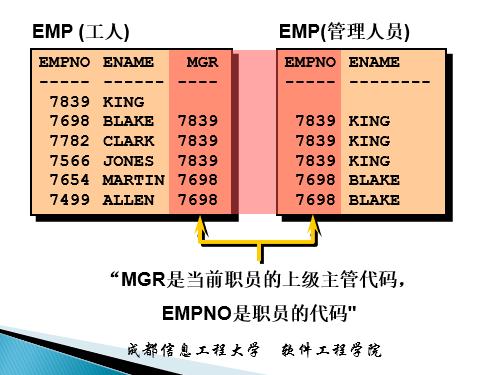 EMP (工人)
EMPNO ENAME MGR
----- ------ ----
7839 KING
7698 BLAKE 7839
7782 CLARK 7839
7566 JONES 7839
7654 MARTIN 7698
7499 ALLEN 7698
EMP(管理人员)
EMPNO ENAME
----- --------
7839 KING
7839 KING
7839 KING
7698 BLAKE
7698 BLAKE
“MGR是当前职员的上级主管代码，
EMPNO是职员的代码"
成都信息工程大学 软件工程学院